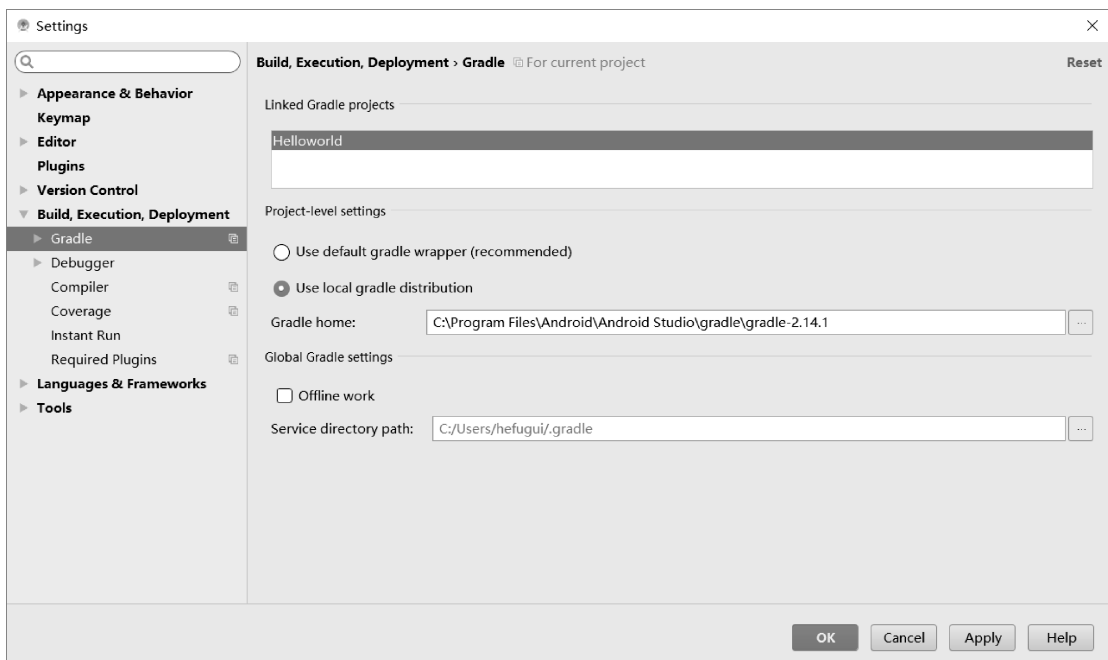 Settings
Build, Execution, Deployment › Gradle For current project Reset
Appearance & Behavior
Keymap
Editor
Plugins
Version Control
Build, Execution, Deployment
Gradle
Debugger
Compiler
Coverage
Instant Run
Required Plugins
Languages & Frameworks
Tools
Linked Gradle projects
Helloworld
Project-level settings
Use default gradle wrapper (recommended)
Use local gradle distribution
Gradle home: C:\Program Files\Android\Android Studio\gradle\gradle-2.14.1 ...
Global Gradle settings
Offline work
Service directory path: C:/Users/hefugui/.gradle ...
OK Cancel Apply Help